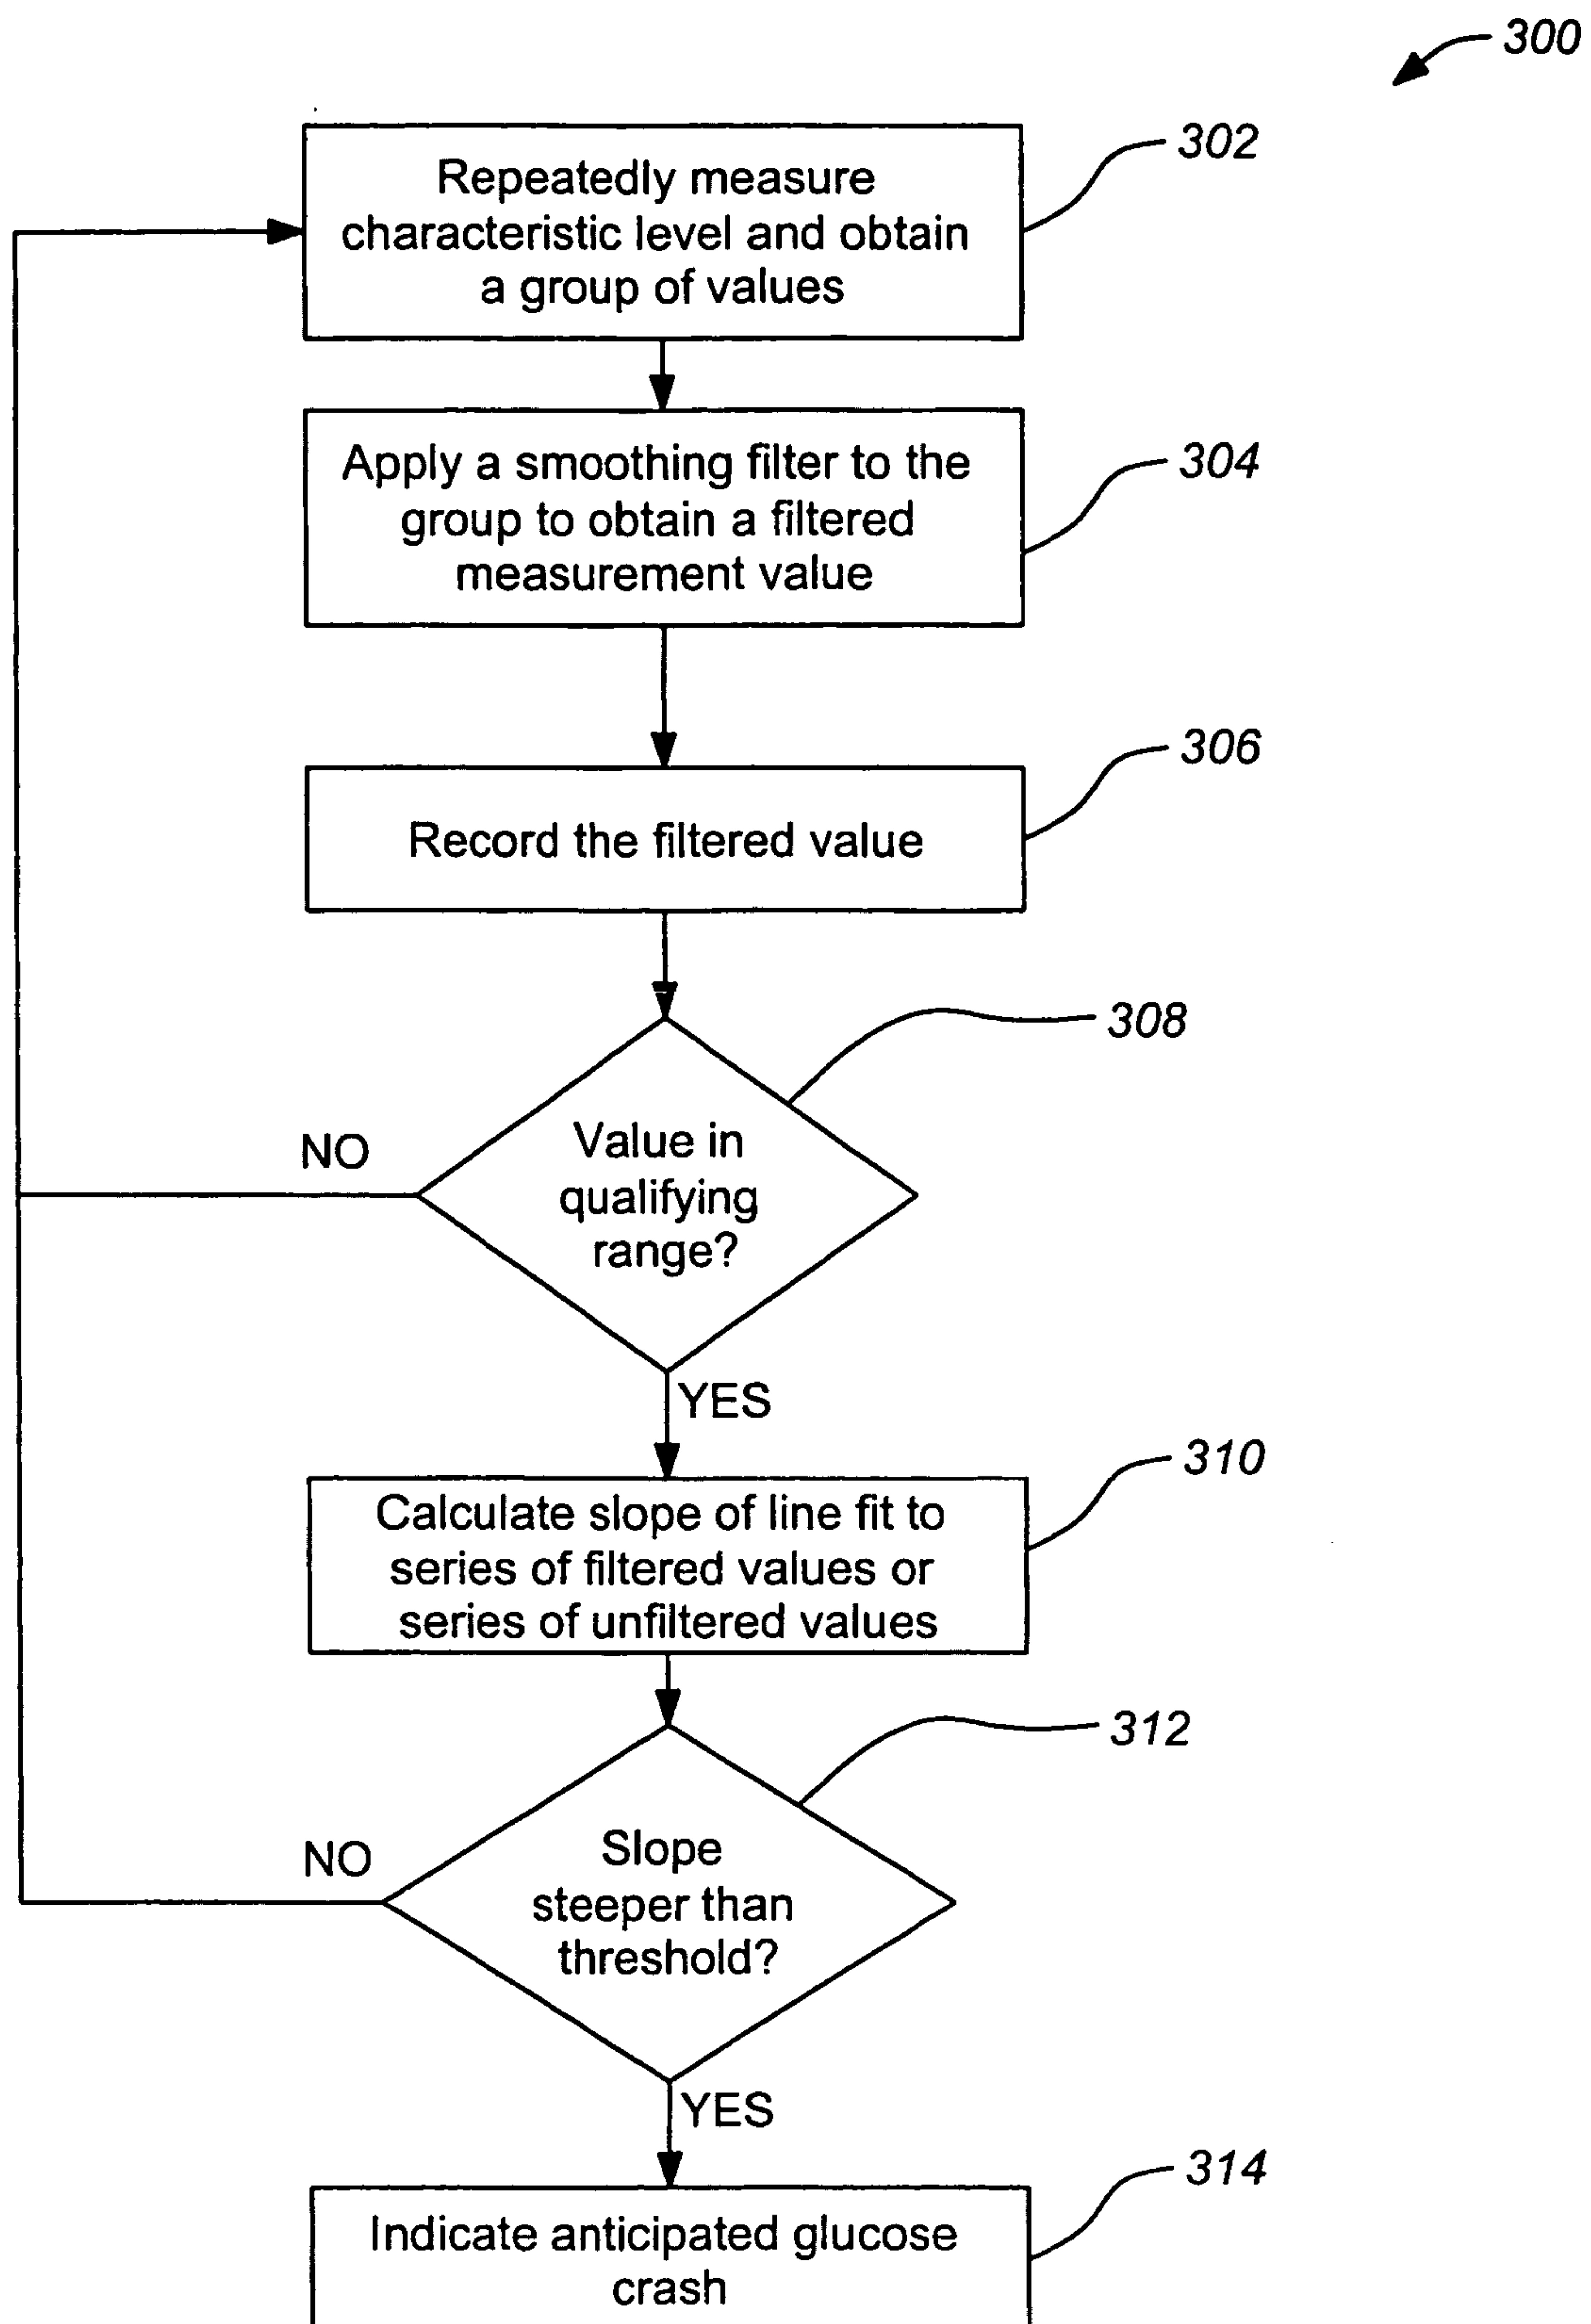 300
302
Repeatedly measure
characteristic level and obtain
a group of values
304
Apply a smoothing filter to the
group to obtain a filtered
measurement value
306
Record the filtered value
308
Value in
qualifying
range?
NO
YES
310
Calculate slope of line fit to
series of filtered values or
series of unfiltered values
312
Slope
steeper than
threshold?
NO
YES
314
Indicate anticipated glucose
crash